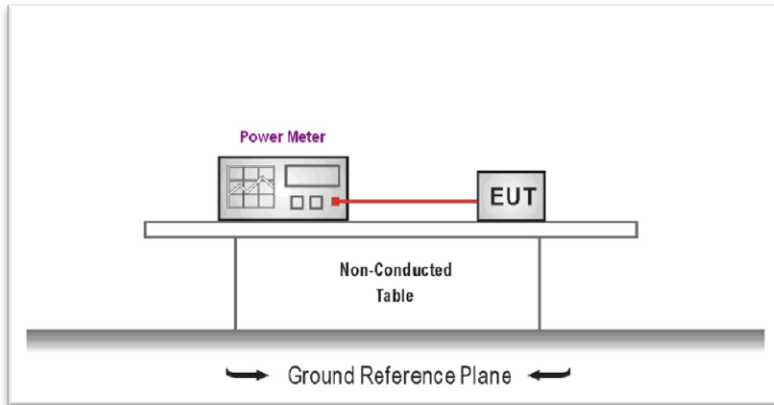 Power Meter
EUT
Non-Conducted
Table
Ground Reference Plane